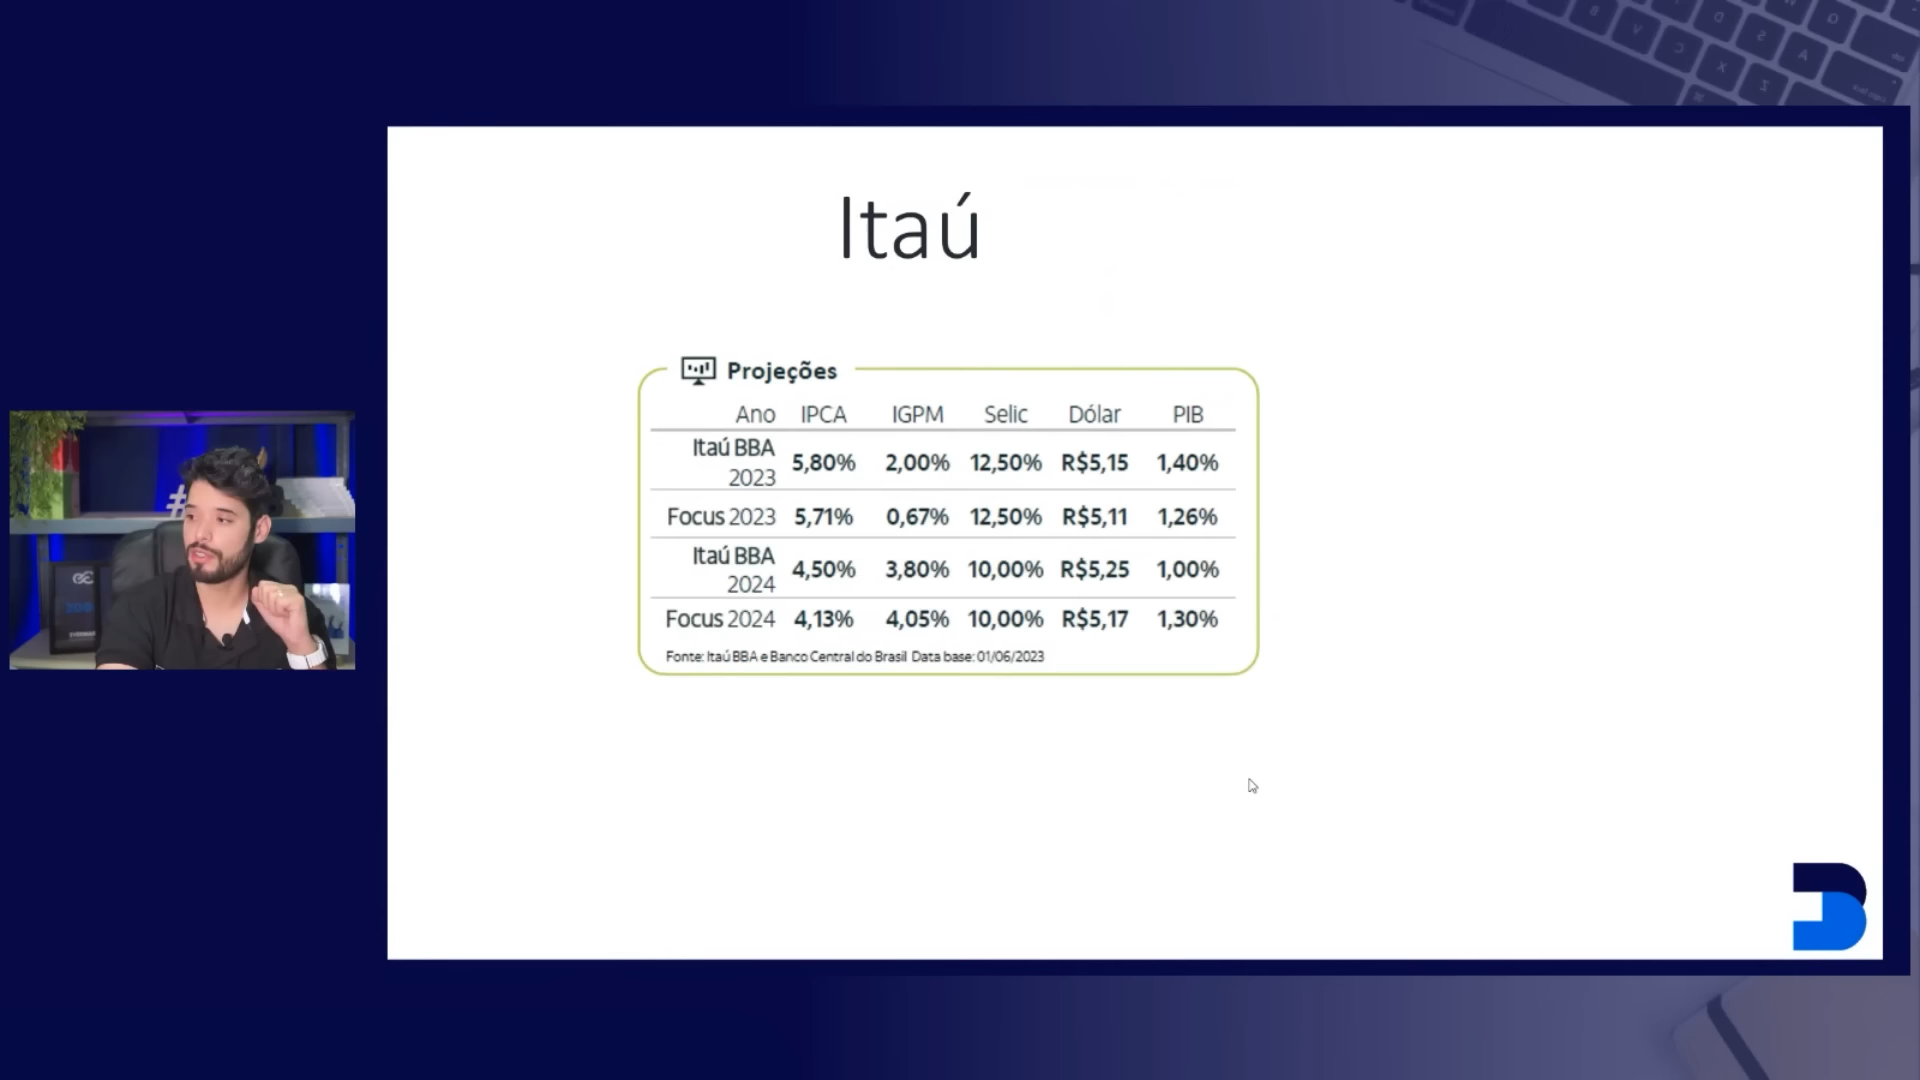 Itaú
Projeções
Ano IPCA IGPM Selic Dólar PIB
Itaú BBA
2023 5,80% 2,00% 12,50% R$5,15 1,40%
Focus 2023 5,71% 0,67% 12,50% R$5,11 1,26%
Itaú BBA
2024 4,50% 3,80% 10,00% R$5,25 1,00%
Focus 2024 4,13% 4,05% 10,00% R$5,17 1,30%
Fonte: Itaú BBA e Banco Central do Brasil Data base: 01/06/2023
#